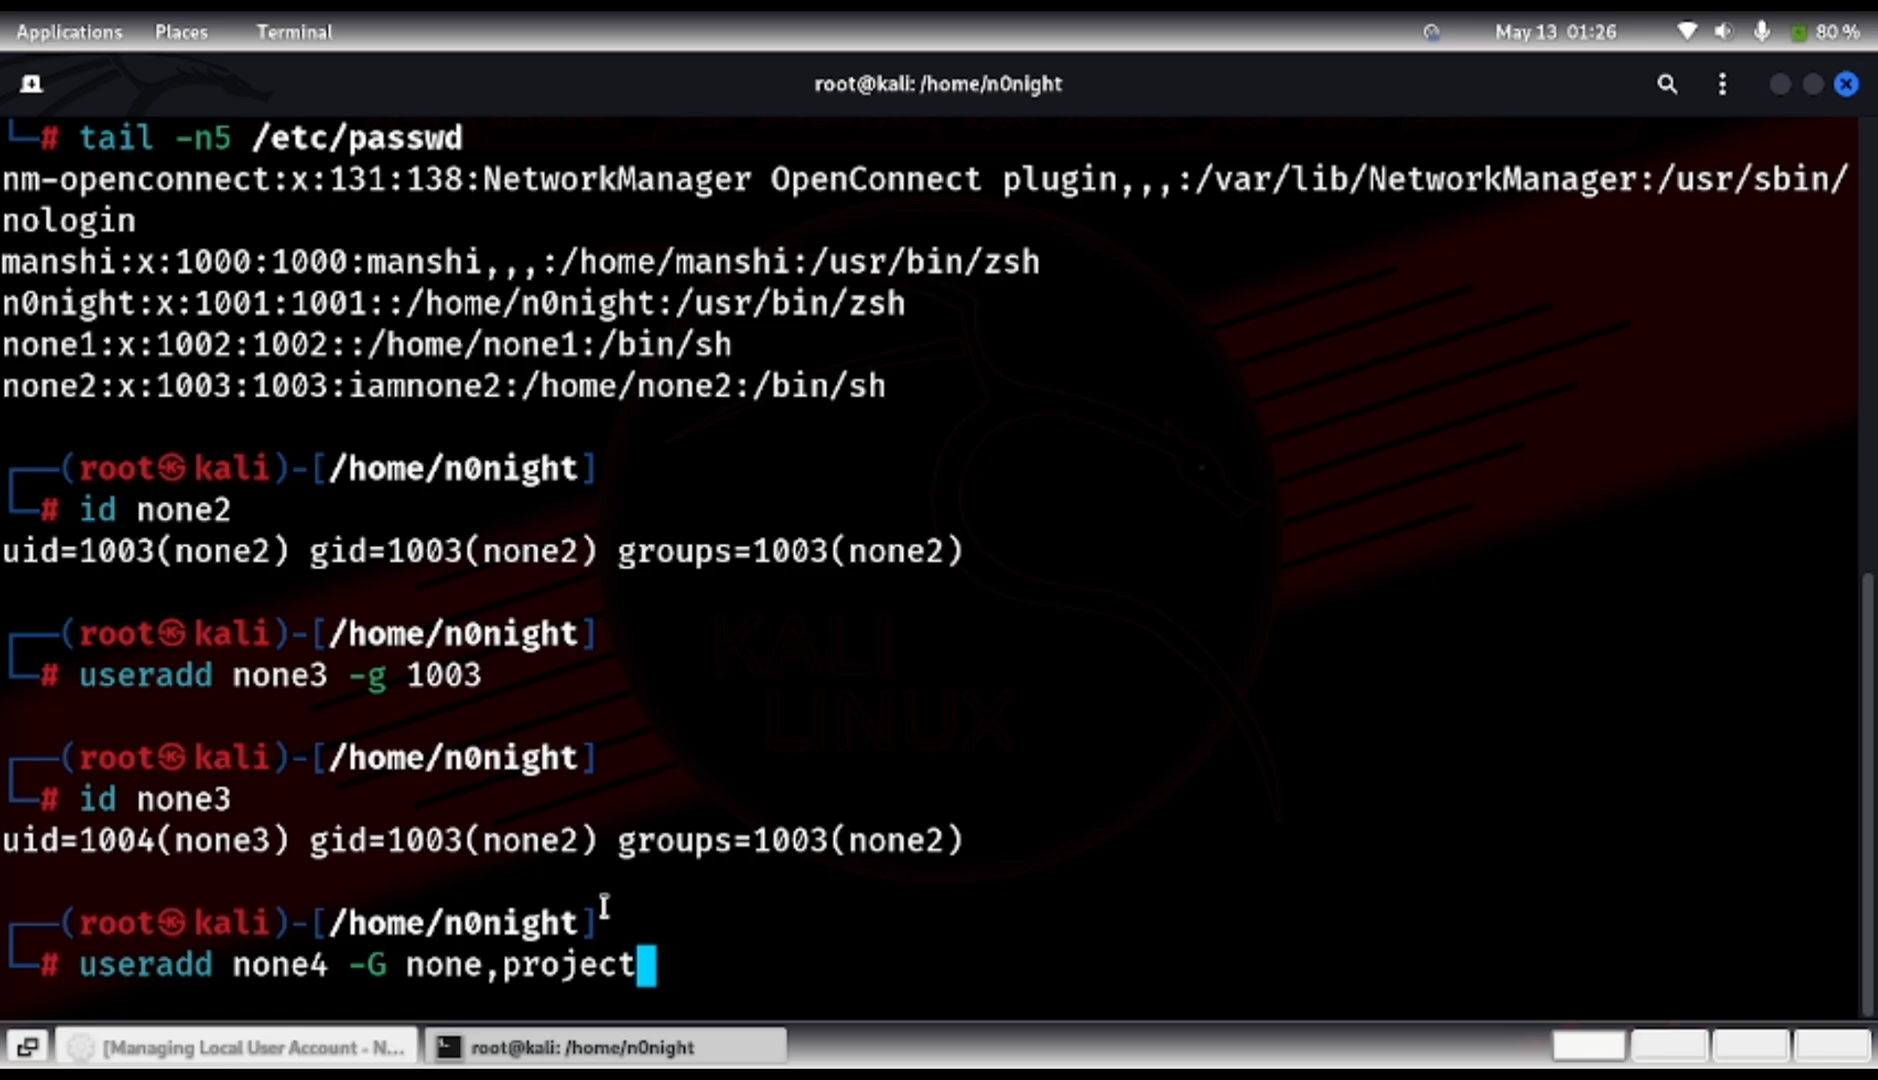 Applications Places Terminal May 13 01:26 80 %
root@kali: /home/n0night
# tail -n5 /etc/passwd
nm-openconnect:x:131:138:NetworkManager OpenConnect plugin,,,:/var/lib/NetworkManager:/usr/sbin/
nologin
manshi:x:1000:1000:manshi,,,:/home/manshi:/usr/bin/zsh
n0night:x:1001:1001::/home/n0night:/usr/bin/zsh
none1:x:1002:1002::/home/none1:/bin/sh
none2:x:1003:1003:iamnone2:/home/none2:/bin/sh
┌──(root㉿kali)-[/home/n0night]
└─# id none2
uid=1003(none2) gid=1003(none2) groups=1003(none2)
┌──(root㉿kali)-[/home/n0night]
└─# useradd none3 -g 1003
┌──(root㉿kali)-[/home/n0night]
└─# id none3
uid=1004(none3) gid=1003(none2) groups=1003(none2)
┌──(root㉿kali)-[/home/n0night]
└─# useradd none4 -G none,project
KALI
LINUX
[Managing Local User Account - N... root@kali: /home/n0night